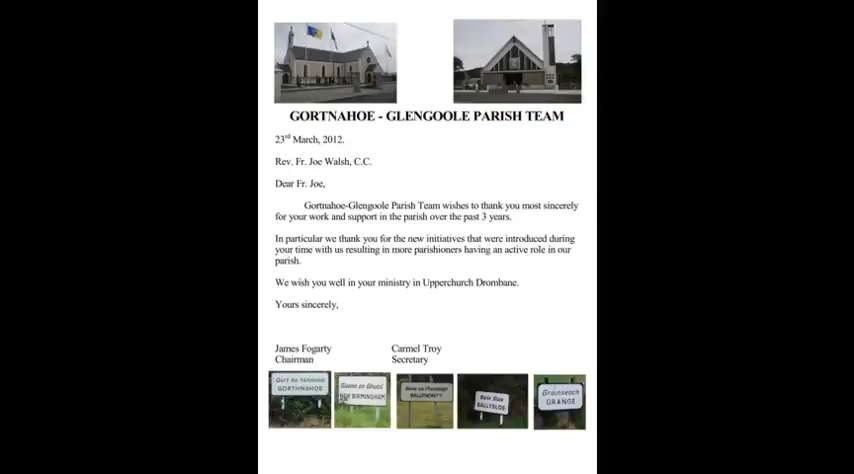 GORTNAHOE - GLENGOOLE PARISH TEAM
23rd March, 2012.
Rev. Fr. Joe Walsh, C.C.
Dear Fr. Joe,
Gortnahoe-Glengoole Parish Team wishes to thank you most sincerely
for your work and support in the parish over the past 3 years.
In particular we thank you for the new initiatives that were introduced during
your time with us resulting in more parishioners having an active role in our
parish.
We wish you well in your ministry in Upperchurch Drombane.
Yours sincerely,
James Fogarty Carmel Troy
Chairman Secretary
GORTNAHOE
NEW BIRMINGHAM
BALLYSLOE
Gráinseach
GRANGE